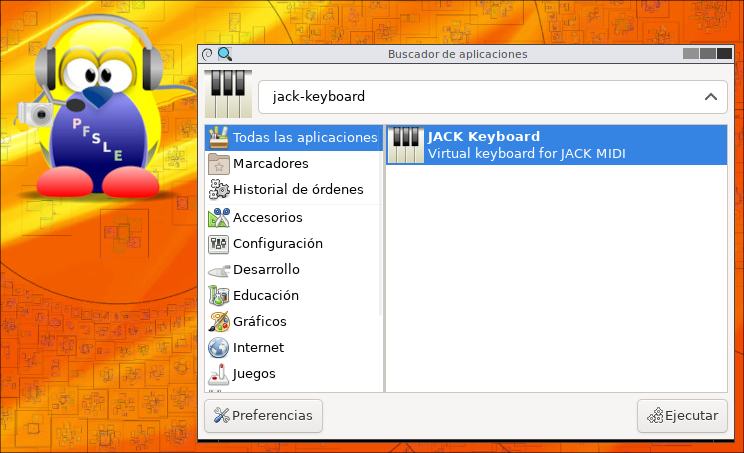 PFSLE
Buscador de aplicaciones
jack-keyboard
Todas las aplicaciones
Marcadores
Historial de órdenes
Accesorios
Configuración
Desarrollo
Educación
Gráficos
Internet
Juegos
JACK Keyboard
Virtual keyboard for JACK MIDI
Preferencias
Ejecutar